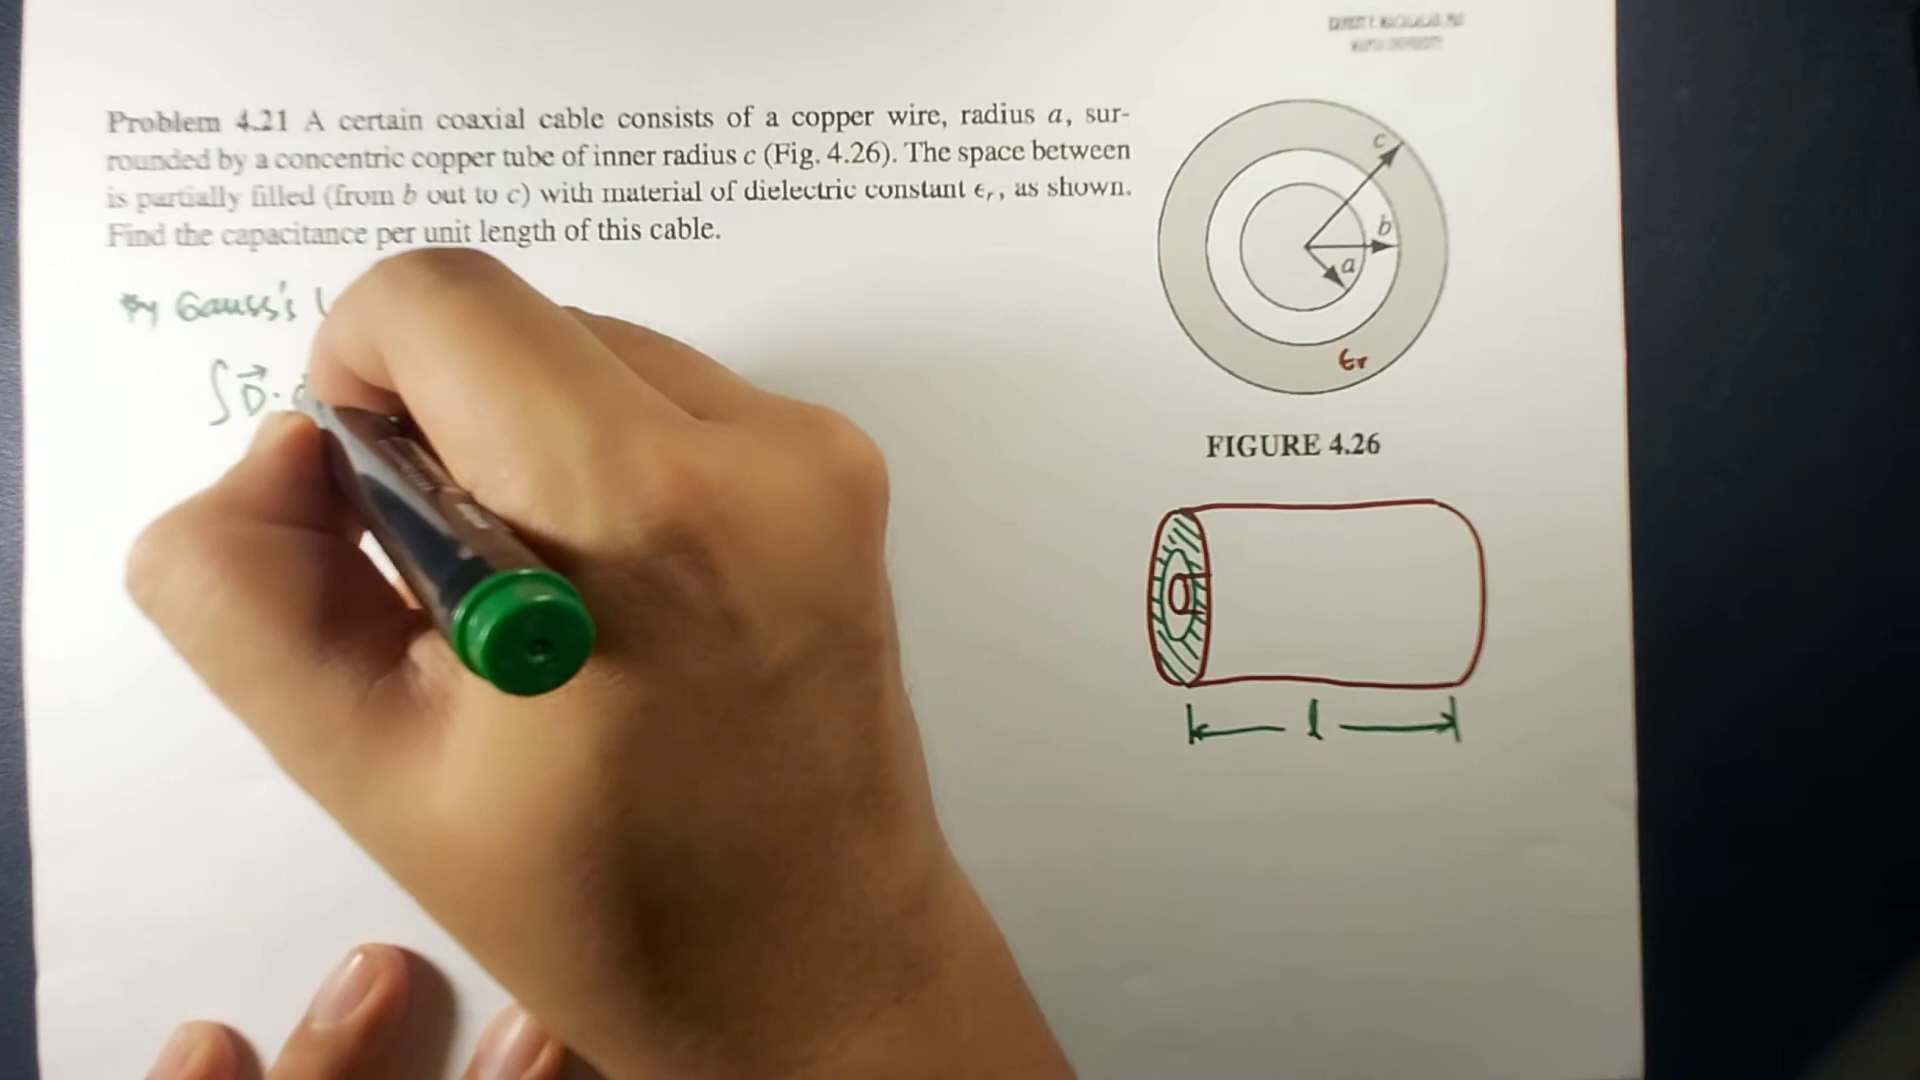 Problem 4.21 A certain coaxial cable consists of a copper wire, radius a, sur-
rounded by a concentric copper tube of inner radius c (Fig. 4.26). The space between
is partially filled (from b out to c) with material of dielectric constant ϵr, as shown.
Find the capacitance per unit length of this cable.
By Gauss's
∫D⃗·
c
b
a
ϵr
FIGURE 4.26
l